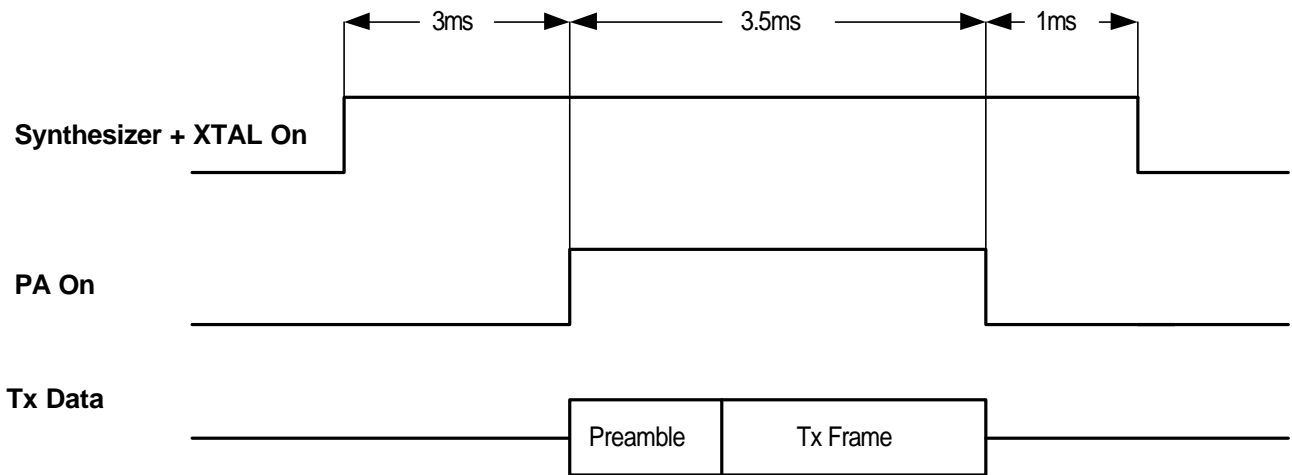 3ms 3.5ms 1ms
Synthesizer + XTAL On
PA On
Tx Data
Preamble Tx Frame